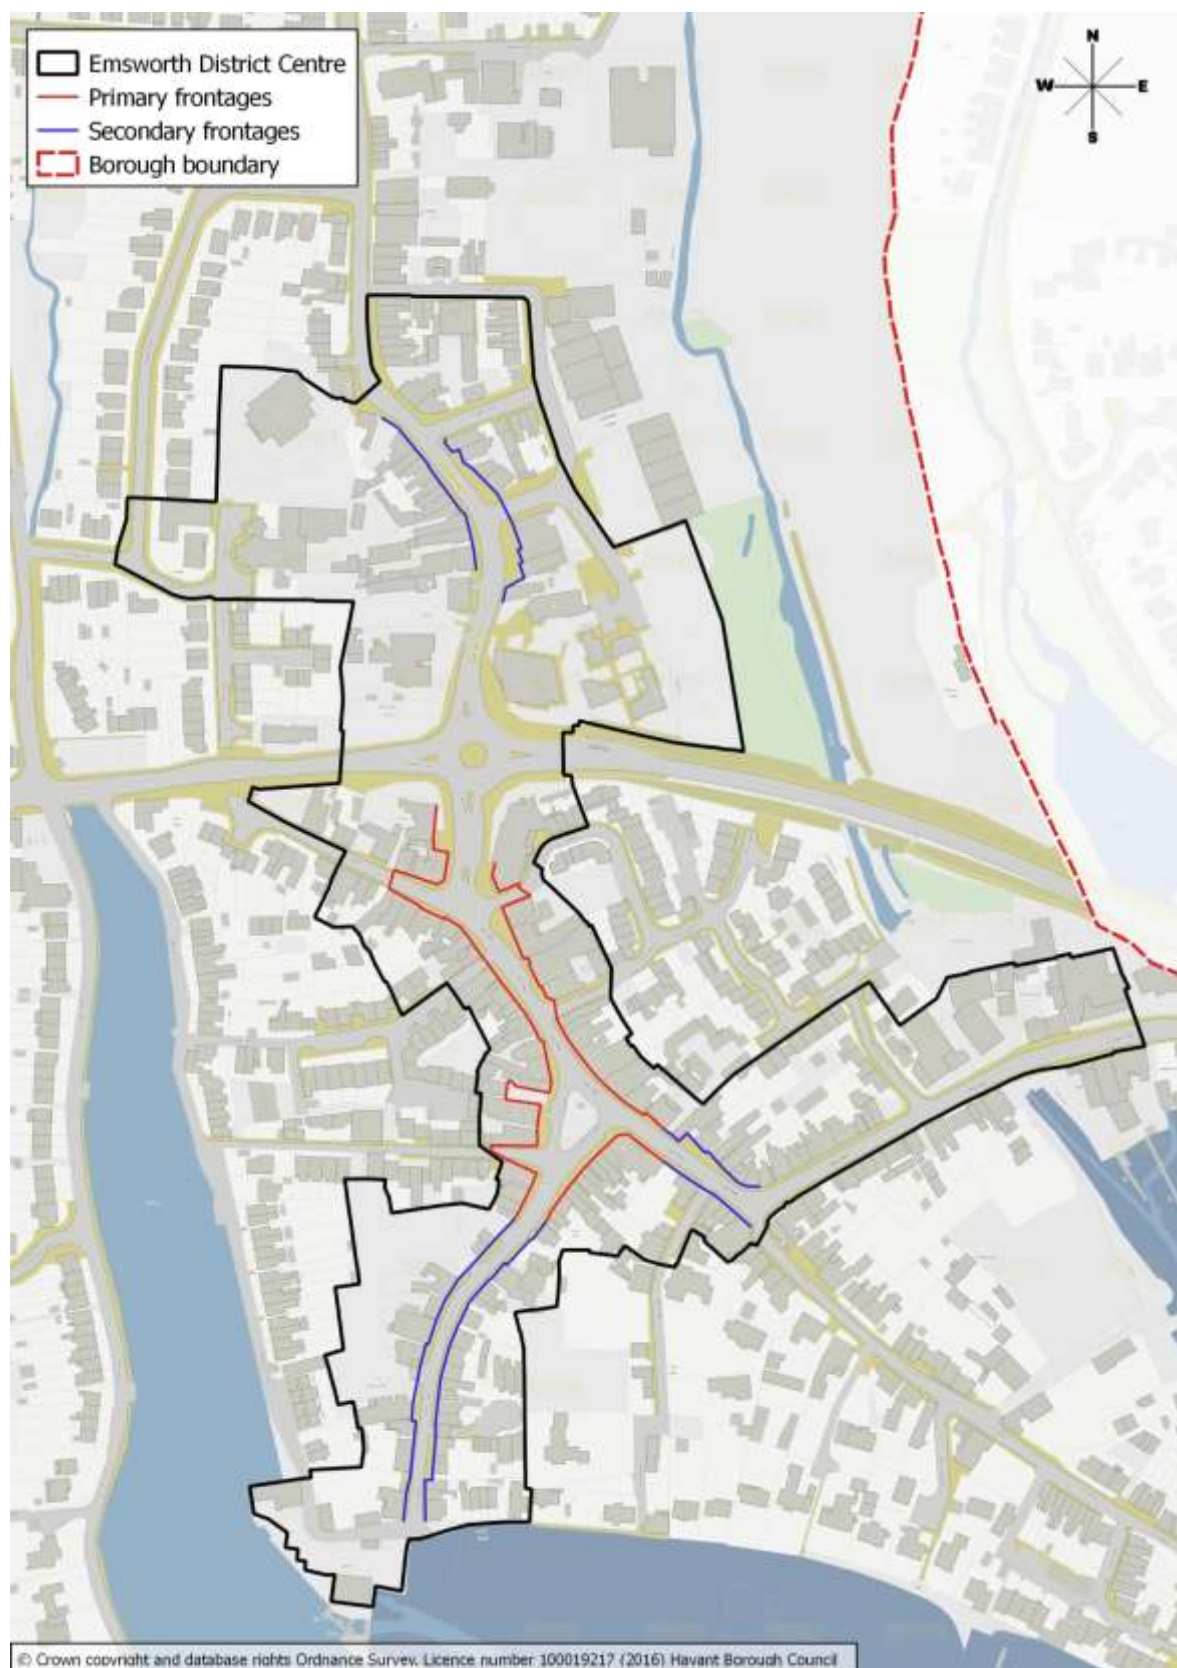 Emsworth District Centre
Primary frontages
Secondary frontages
Borough boundary
N
W E
S
© Crown copyright and database rights Ordnance Survey. Licence number 100019217 (2016) Havant Borough Council